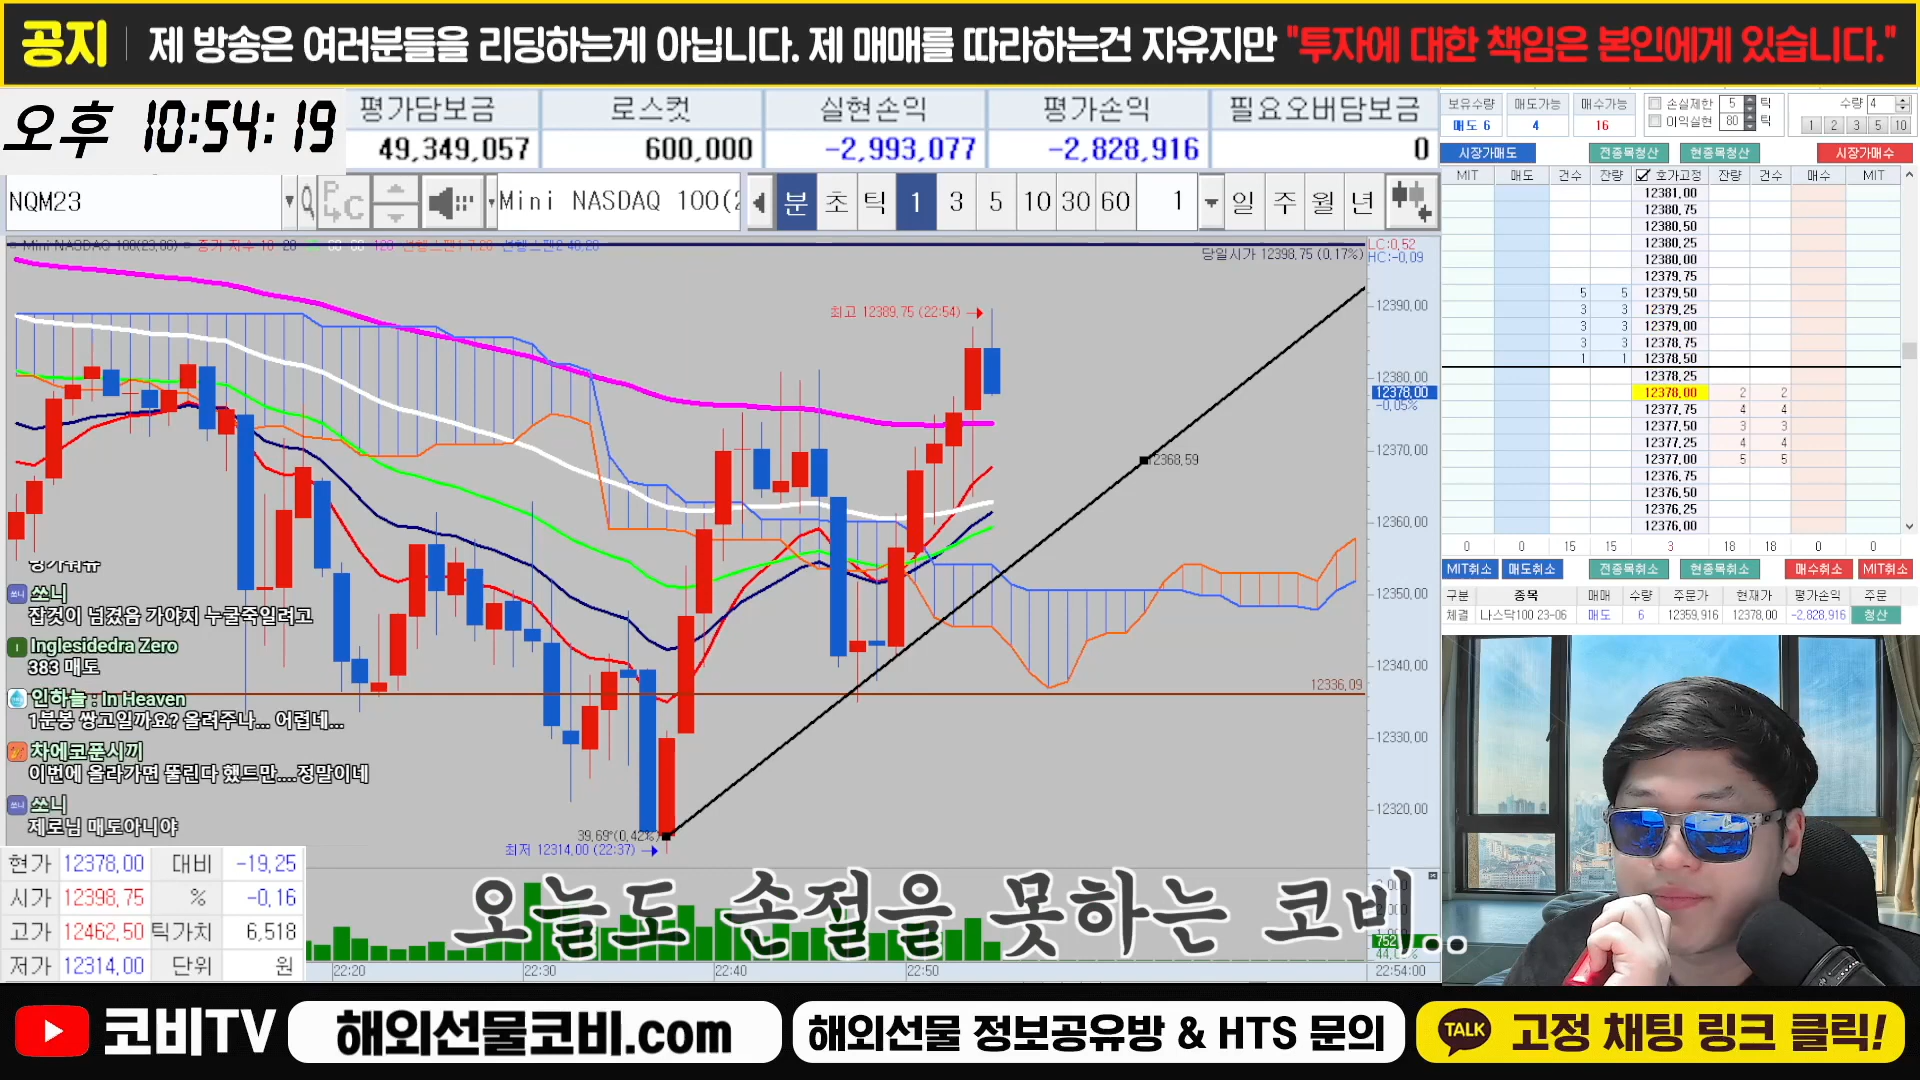 공지 제 방송은 여러분들을 리딩하는게 아닙니다. 제 매매를 따라하는건 자유지만 "투자에 대한 책임은 본인에게 있습니다."
오후 10:54:19
평가담보금 로스컷 실현손익 평가손익 필요오버담보금
49,349,057 600,000 -2,993,077 -2,828,916 0
NQM23 Mini NASDAQ 100(2 분 초 틱 1 3 5 10 30 60 1 일 주 월 년
당일시가 12398,75 (0,17%)
LC:0,52
HC:-0,09
최고 12389,75 (22:54)
12390,00
12380,00
12378,00
-0,05%
12370,00
12368,59
12360,00
12350,00
12340,00
12336,09
12330,00
12320,00
39,69°(0,42%)
최저 12314,00 (22:37)
쏘니
잡것이 넘겼음 가야지 누굴죽일려고
Inglesidedra Zero
383 매도
인하늘 : In Heaven
1분봉 쌍고일까요? 올려주나... 어렵네...
차에코푼시끼
이번에 올라가면 뚫린다 했드만....정말이네
쏘니
제로님 매도아니야
현가 12378,00 대비 -19,25
시가 12398,75 % -0,16
고가 12462,50 틱가치 6,518
저가 12314,00 단위 원
오늘도 손절을 못하는 코비...
752
22:20 22:30 22:40 22:50 22:54:00
보유수량 매도가능 매수가능
매도 6 4 16
손실제한 5 틱
이익실현 80 틱
수량 4
1 2 3 5 10
시장가매도 전종목청산 현종목청산 시장가매수
MIT 매도 건수 잔량 호가고정 잔량 건수 매수 MIT
12381,00
12380,75
12380,50
12380,25
12380,00
12379,75
5 5 12379,50
3 3 12379,25
3 3 12379,00
3 3 12378,75
1 1 12378,50
12378,25
12378,00 2 2
12377,75 4 4
12377,50 3 3
12377,25 4 4
12377,00 5 5
12376,75
12376,50
12376,25
12376,00
0 0 15 15 3 18 18 0 0
MIT취소 매도취소 전종목취소 현종목취소 매수취소 MIT취소
구분 종목 매매 수량 주문가 현재가 평가손익 주문
체결 나스닥100 23-06 매도 6 12359,916 12378,00 -2,828,916 청산
코비TV 해외선물코비.com 해외선물 정보공유방 & HTS 문의 TALK 고정 채팅 링크 클릭!